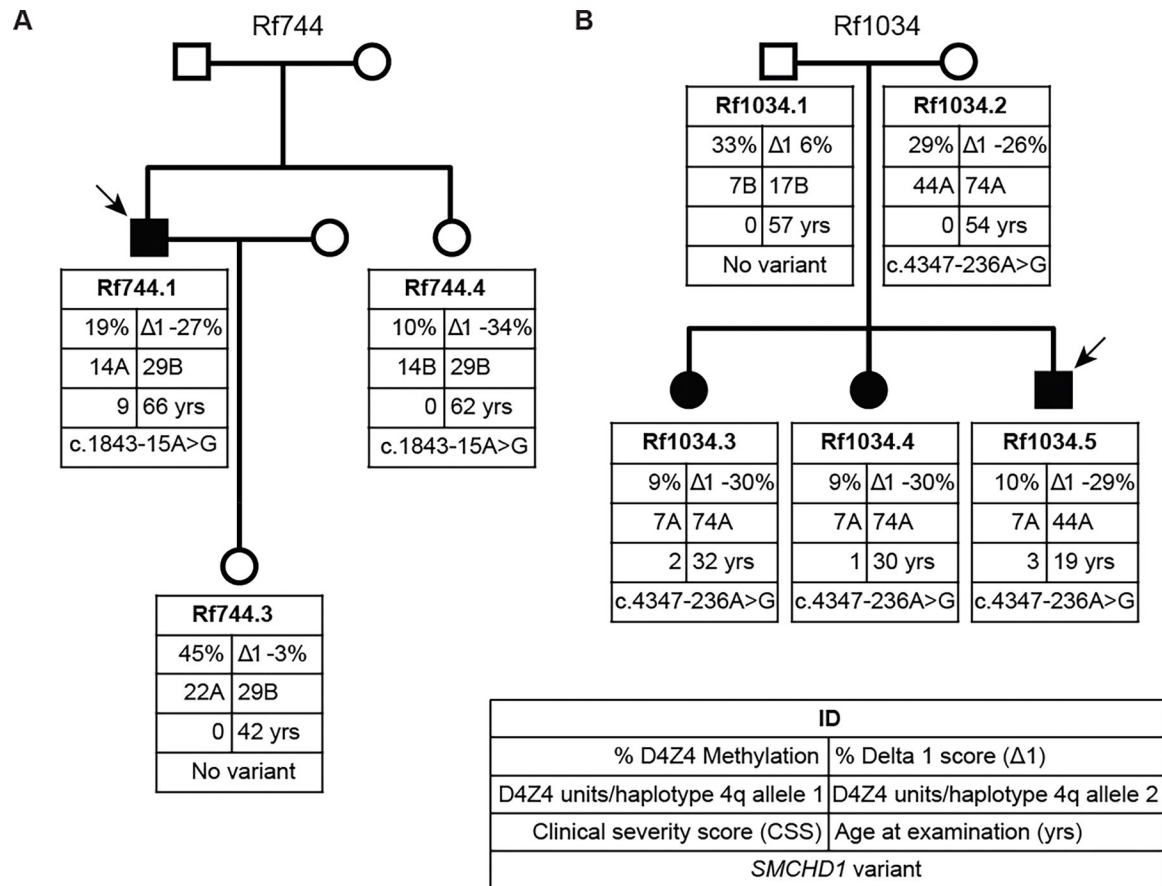 A
Rf744
B
Rf1034
Rf1034.1
33% Δ1 6%
7B 17B
0 57 yrs
No variant
Rf1034.2
29% Δ1 -26%
44A 74A
0 54 yrs
c.4347-236A>G
Rf744.1
19% Δ1 -27%
14A 29B
9 66 yrs
c.1843-15A>G
Rf744.4
10% Δ1 -34%
14B 29B
0 62 yrs
c.1843-15A>G
Rf1034.3
9% Δ1 -30%
7A 74A
2 32 yrs
c.4347-236A>G
Rf1034.4
9% Δ1 -30%
7A 74A
1 30 yrs
c.4347-236A>G
Rf1034.5
10% Δ1 -29%
7A 44A
3 19 yrs
c.4347-236A>G
Rf744.3
45% Δ1 -3%
22A 29B
0 42 yrs
No variant
ID
% D4Z4 Methylation % Delta 1 score (Δ1)
D4Z4 units/haplotype 4q allele 1 D4Z4 units/haplotype 4q allele 2
Clinical severity score (CSS) Age at examination (yrs)
SMCHD1 variant